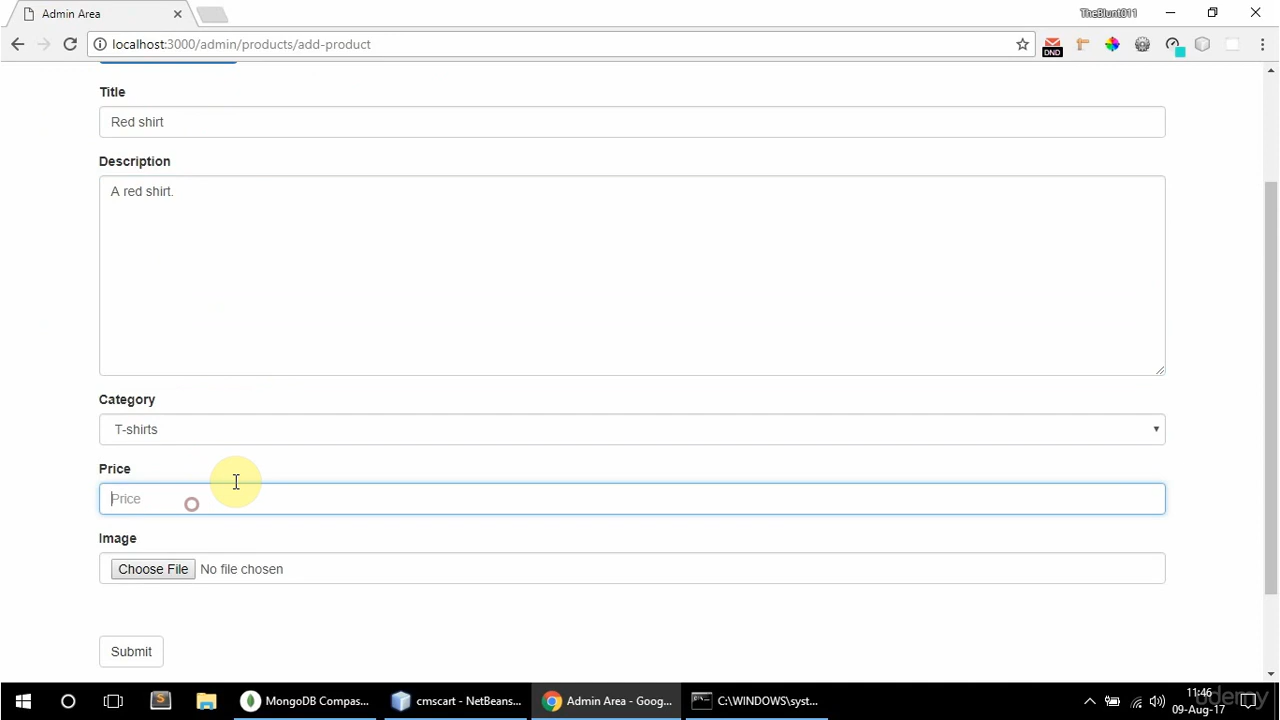 Admin Area
TheBlunt011
localhost:3000/admin/products/add-product
DND
Title
Red shirt
Description
A red shirt.
Category
T-shirts
Price
Price
Image
Choose File No file chosen
Submit
MongoDB Compas...
cmscart - NetBeans...
Admin Area - Goog...
C:\WINDOWS\syst...
11:46
09-Aug-17
udemy